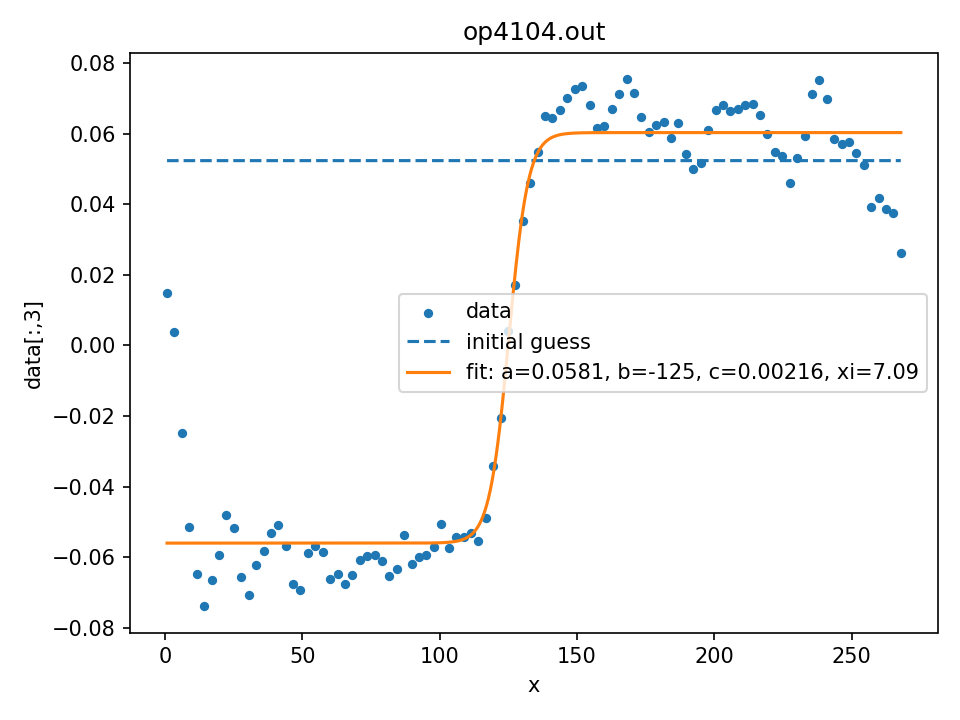 op4104.out
0.08
0.06
0.04
0.02
0.00
−0.02
−0.04
−0.06
−0.08
data[:,3]
data
initial guess
fit: a=0.0581, b=-125, c=0.00216, xi=7.09
0 50 100 150 200 250
x